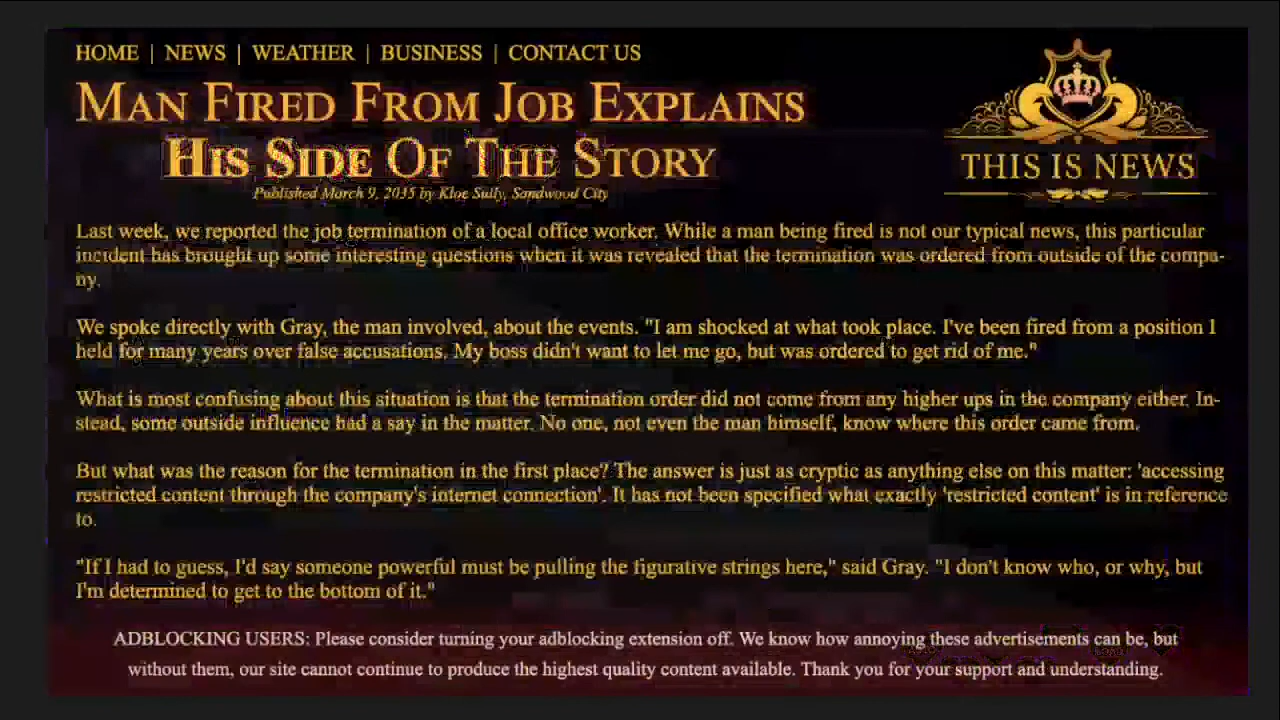 HOME | NEWS | WEATHER | BUSINESS | CONTACT US
Man Fired From Job Explains
His Side Of The Story
Published March 9, 2035 by Kloe Sully, Sandwood City
THIS IS NEWS
Last week, we reported the job termination of a local office worker. While a man being fired is not our typical news, this particular
incident has brought up some interesting questions when it was revealed that the termination was ordered from outside of the compa-
ny.
We spoke directly with Gray, the man involved, about the events. "I am shocked at what took place. I've been fired from a position I
held for many years over false accusations. My boss didn't want to let me go, but was ordered to get rid of me."
What is most confusing about this situation is that the termination order did not come from any higher ups in the company either. In-
stead, some outside influence had a say in the matter. No one, not even the man himself, know where this order came from.
But what was the reason for the termination in the first place? The answer is just as cryptic as anything else on this matter: 'accessing
restricted content through the company's internet connection'. It has not been specified what exactly 'restricted content' is in reference
to.
"If I had to guess, I'd say someone powerful must be pulling the figurative strings here," said Gray. "I don't know who, or why, but
I'm determined to get to the bottom of it."
ADBLOCKING USERS: Please consider turning your adblocking extension off. We know how annoying these advertisements can be, but
without them, our site cannot continue to produce the highest quality content available. Thank you for your support and understanding.